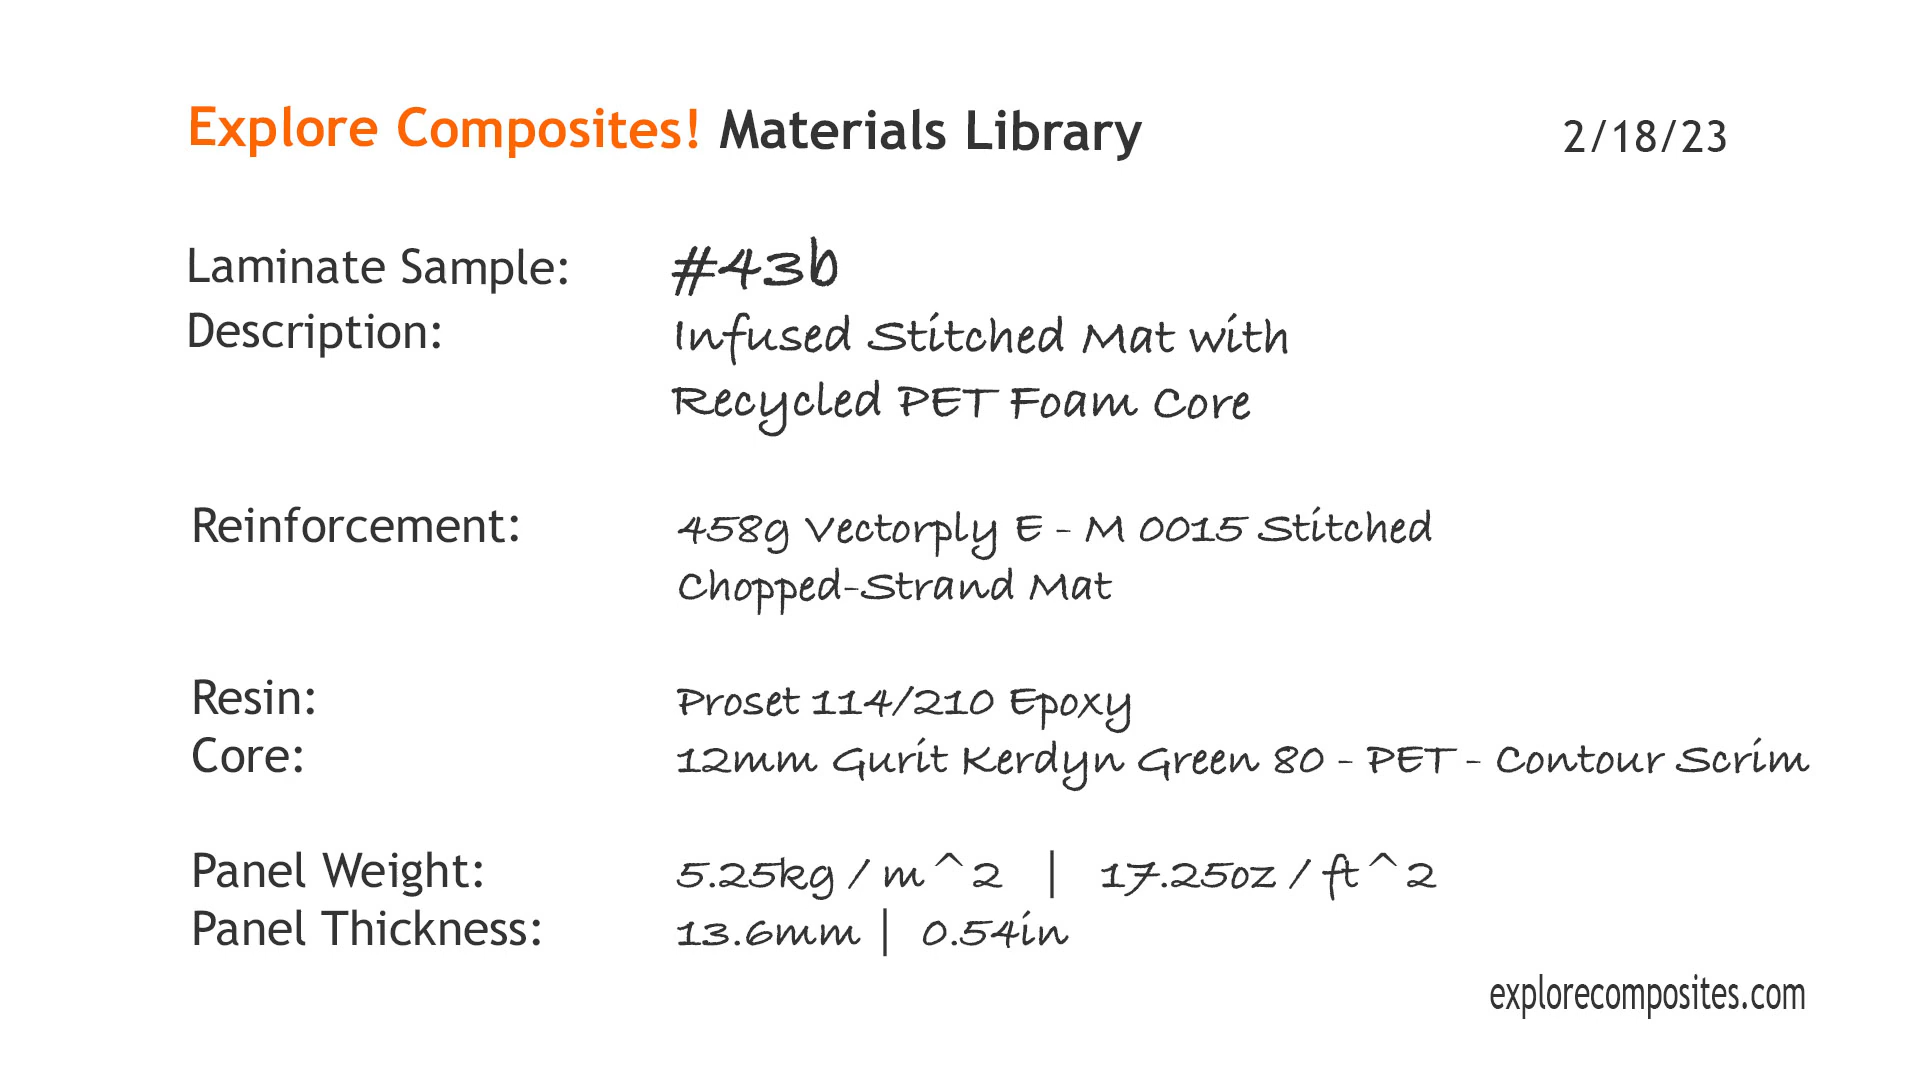 Explore Composites! Materials Library 2/18/23
Laminate Sample: #43b
Description: Infused Stitched Mat with
Recycled PET Foam Core
Reinforcement: 458g Vectorply E - M 0015 Stitched
Chopped-Strand Mat
Resin: Proset 114/210 Epoxy
Core: 12mm Gurit Kerdyn Green 80 - PET - Contour Scrim
Panel Weight: 5.25kg / m^2 | 17.25oz / ft^2
Panel Thickness: 13.6mm | 0.54in
explorecomposites.com